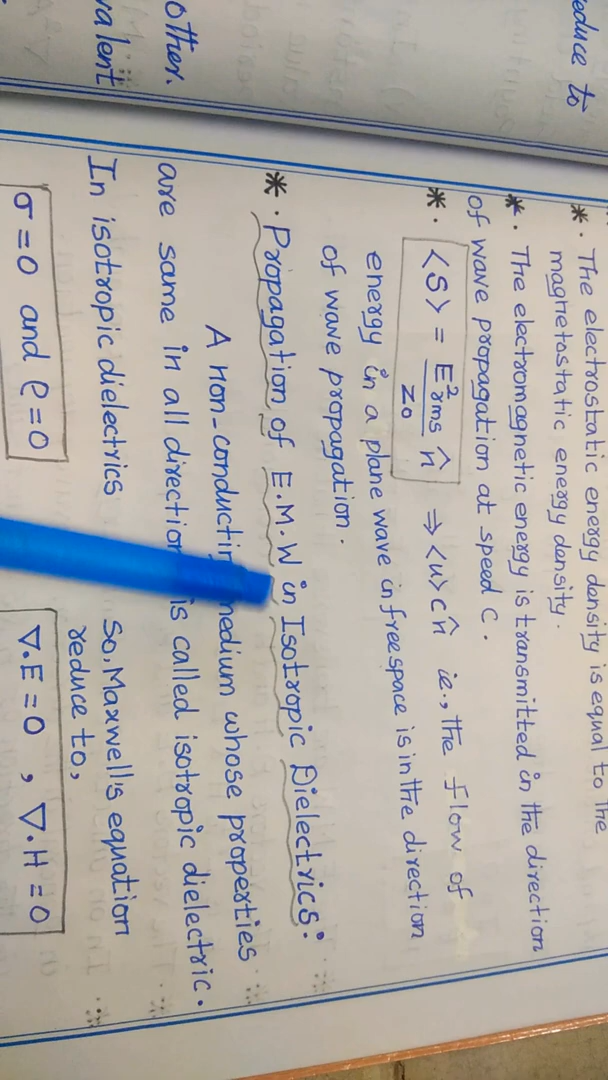 educe to
other.
valent
*. The electrostatic energy density is equal to the
magnetostatic energy density.
*. The electromagnetic energy is transmitted in the direction
of wave propagation at speed C.
*. ⟨S⟩ = E²rms/Z₀ n̂ ⇒ ⟨u⟩ c n̂ ie., the flow of
energy in a plane wave in free space is in the direction
of wave propagation.
*. Propagation of E.M.W in Isotropic Dielectrics:
A non-conducting medium whose properties
are same in all direction is called isotropic dielectric.
In isotropic dielectrics So, Maxwell's equation
reduce to,
σ = 0 and ρ = 0 ∇.E = 0 , ∇.H = 0